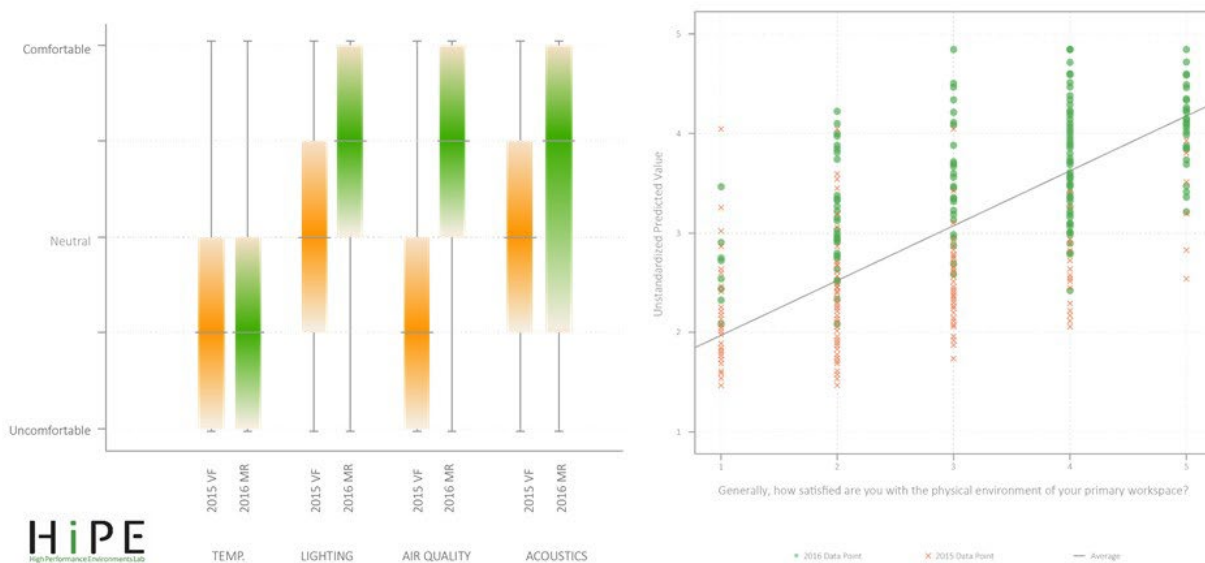 Comfortable
Neutral
Uncomfortable
2015 VF
2016 MR
2015 VF
2016 MR
2015 VF
2016 MR
2015 VF
2016 MR
TEMP.
LIGHTING
AIR QUALITY
ACOUSTICS
HiPE
High Performance Environments Lab
Unstandardized Predicted Value
5
4
3
2
1
1
2
3
4
5
Generally, how satisfied are you with the physical environment of your primary workspace?
2016 Data Point
2015 Data Point
Average